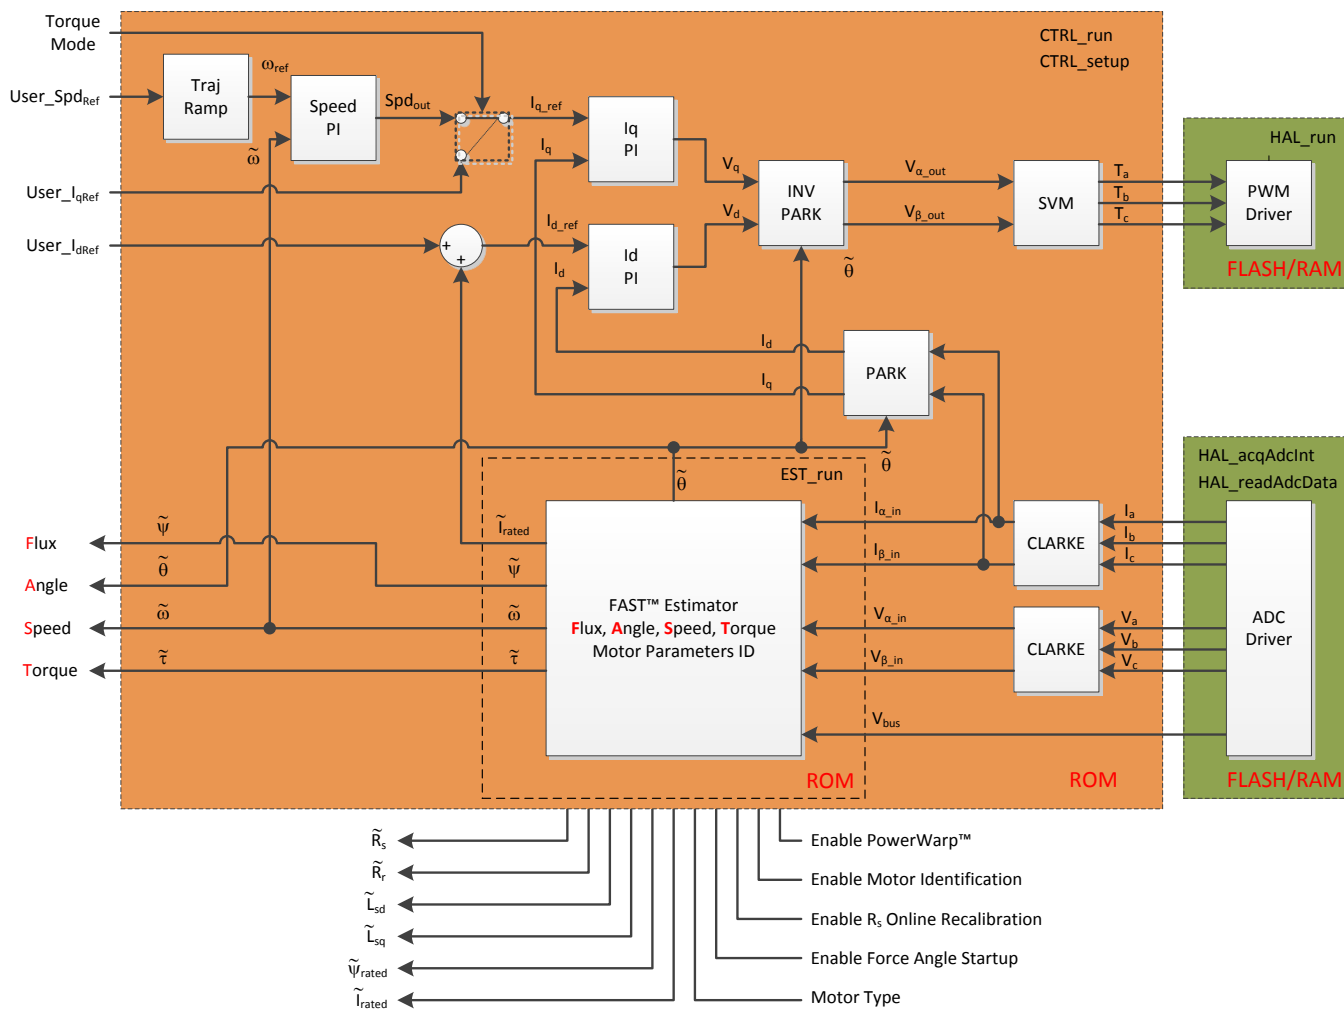 Torque
Mode
CTRL_run
CTRL_setup
User_SpdRef
Traj
Ramp
ωref
Speed
PI
Spdout
ω̃
Iq_ref
Iq
Iq
PI
Vq
User_IqRef
User_IdRef
+
+
Id_ref
Id
Id
PI
Vd
INV
PARK
θ̃
Vα_out
Vβ_out
SVM
Ta
Tb
Tc
HAL_run
PWM
Driver
FLASH/RAM
Id
Iq
PARK
θ̃
EST_run
θ̃
HAL_acqAdcInt
HAL_readAdcData
Ĩrated
ψ̃
ω̃
τ̃
FAST™ Estimator
Flux, Angle, Speed, Torque
Motor Parameters ID
ROM
Iα_in
Iβ_in
CLARKE
Ia
Ib
Ic
Vα_in
Vβ_in
CLARKE
Va
Vb
Vc
Vbus
ADC
Driver
ROM
FLASH/RAM
Flux
ψ̃
Angle
θ̃
Speed
ω̃
Torque
τ̃
R̃s
R̃r
L̃sd
L̃sq
ψ̃rated
Ĩrated
Enable PowerWarp™
Enable Motor Identification
Enable Rs Online Recalibration
Enable Force Angle Startup
Motor Type